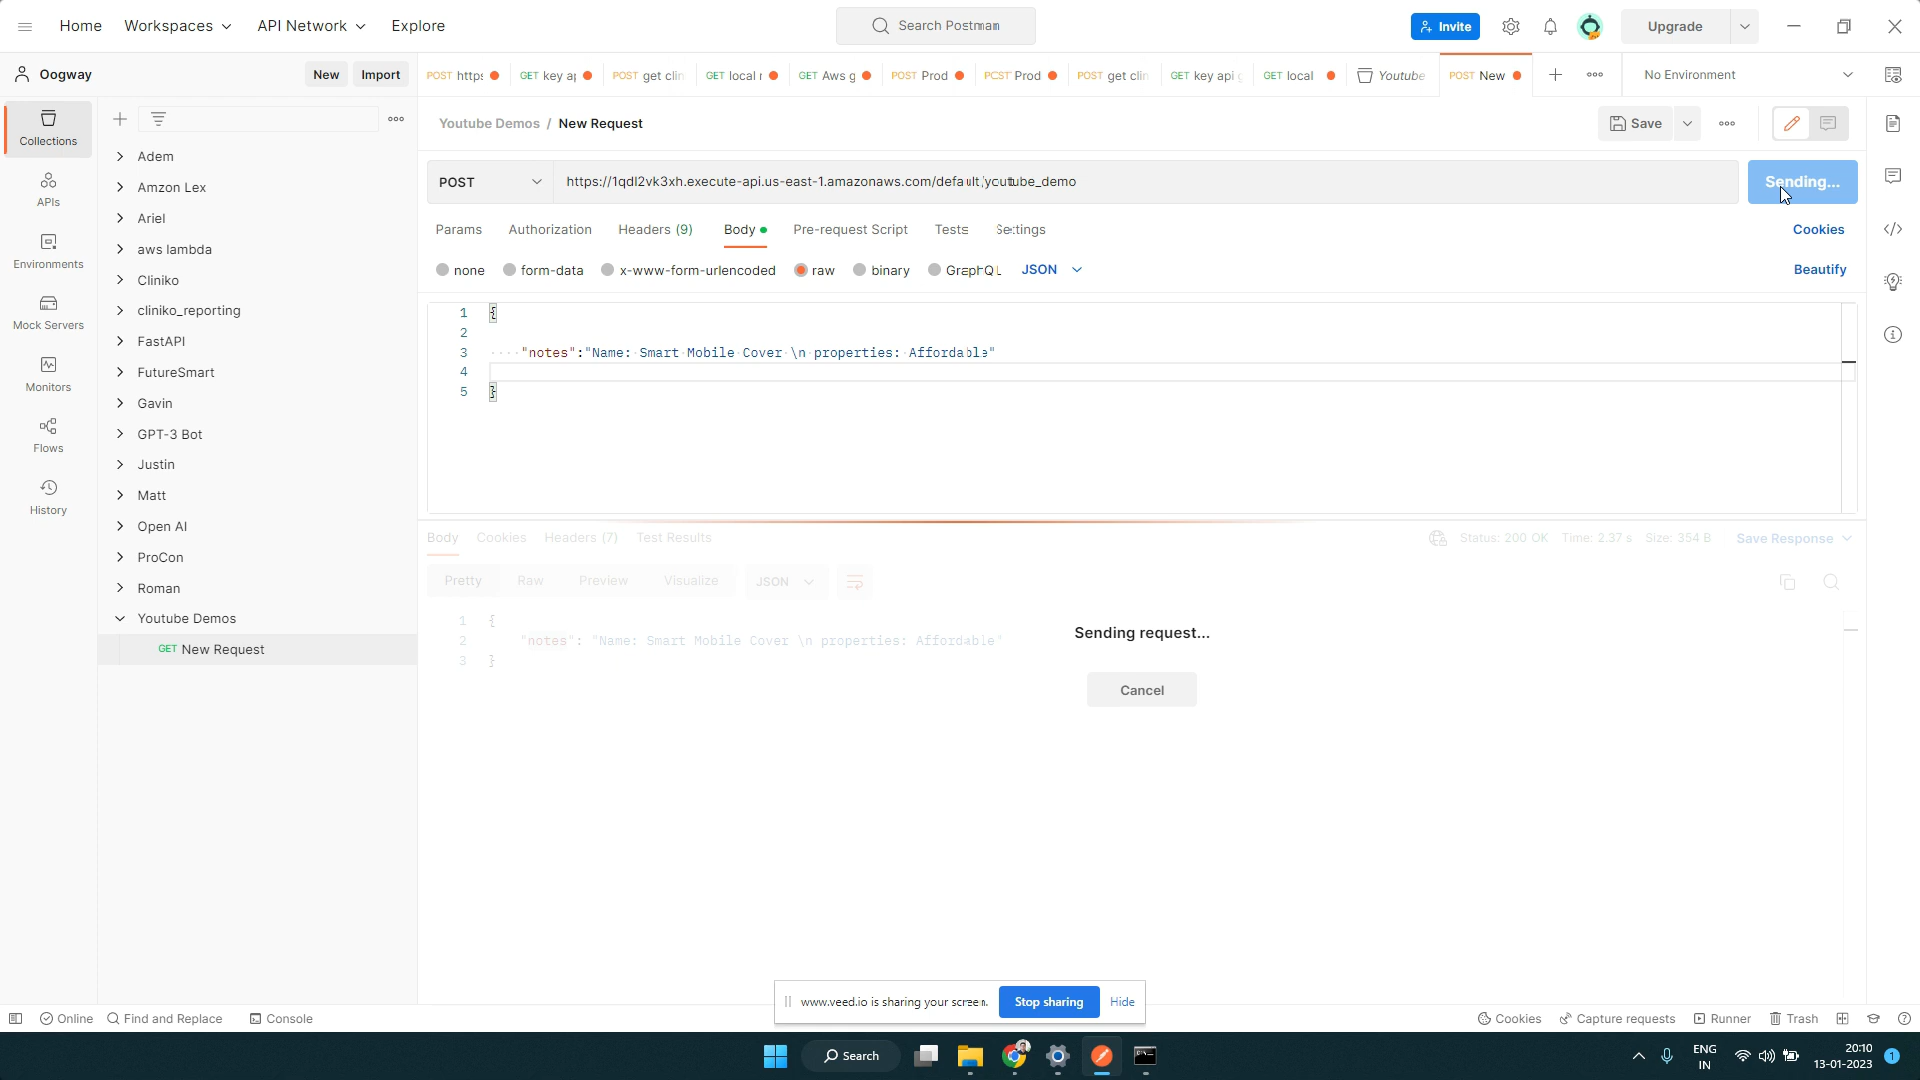 Home Workspaces API Network Explore Search Postman Invite Upgrade
Oogway New Import POST https GET key ap POST get clin GET local r GET Aws g POST Prod POST Prod POST get clin GET key api g GET local Youtube POST New No Environment
Collections
APIs
Environments
Mock Servers
Monitors
Flows
History
Adem
Amzon Lex
Ariel
aws lambda
Cliniko
cliniko_reporting
FastAPI
FutureSmart
Gavin
GPT-3 Bot
Justin
Matt
Open AI
ProCon
Roman
Youtube Demos
GET New Request
Youtube Demos / New Request Save
POST https://1qdl2vk3xh.execute-api.us-east-1.amazonaws.com/default/youtube_demo Sending...
Params Authorization Headers (9) Body Pre-request Script Tests Settings Cookies
none form-data x-www-form-urlencoded raw binary GraphQL JSON Beautify
1 {
2
3 "notes":"Name: Smart Mobile Cover \n properties: Affordable"
4
5 }
Body Cookies Headers (7) Test Results Status: 200 OK Time: 2.37 s Size: 354 B Save Response
Pretty Raw Preview Visualize JSON
1 {
2 "notes": "Name: Smart Mobile Cover \n properties: Affordable"
3 }
Sending request...
Cancel
www.veed.io is sharing your screen. Stop sharing Hide
Online Find and Replace Console Cookies Capture requests Runner Trash
Search ENG IN 20:10 13-01-2023 1